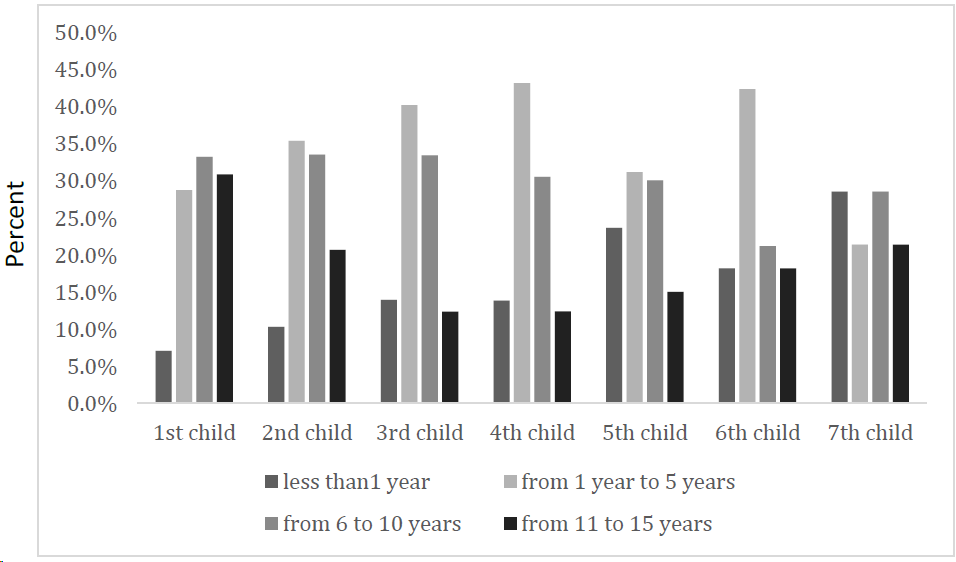 50.0%
45.0%
40.0%
35.0%
30.0%
25.0%
20.0%
15.0%
10.0%
5.0%
0.0%
Percent
1st child 2nd child 3rd child 4th child 5th child 6th child 7th child
less than1 year from 1 year to 5 years
from 6 to 10 years from 11 to 15 years